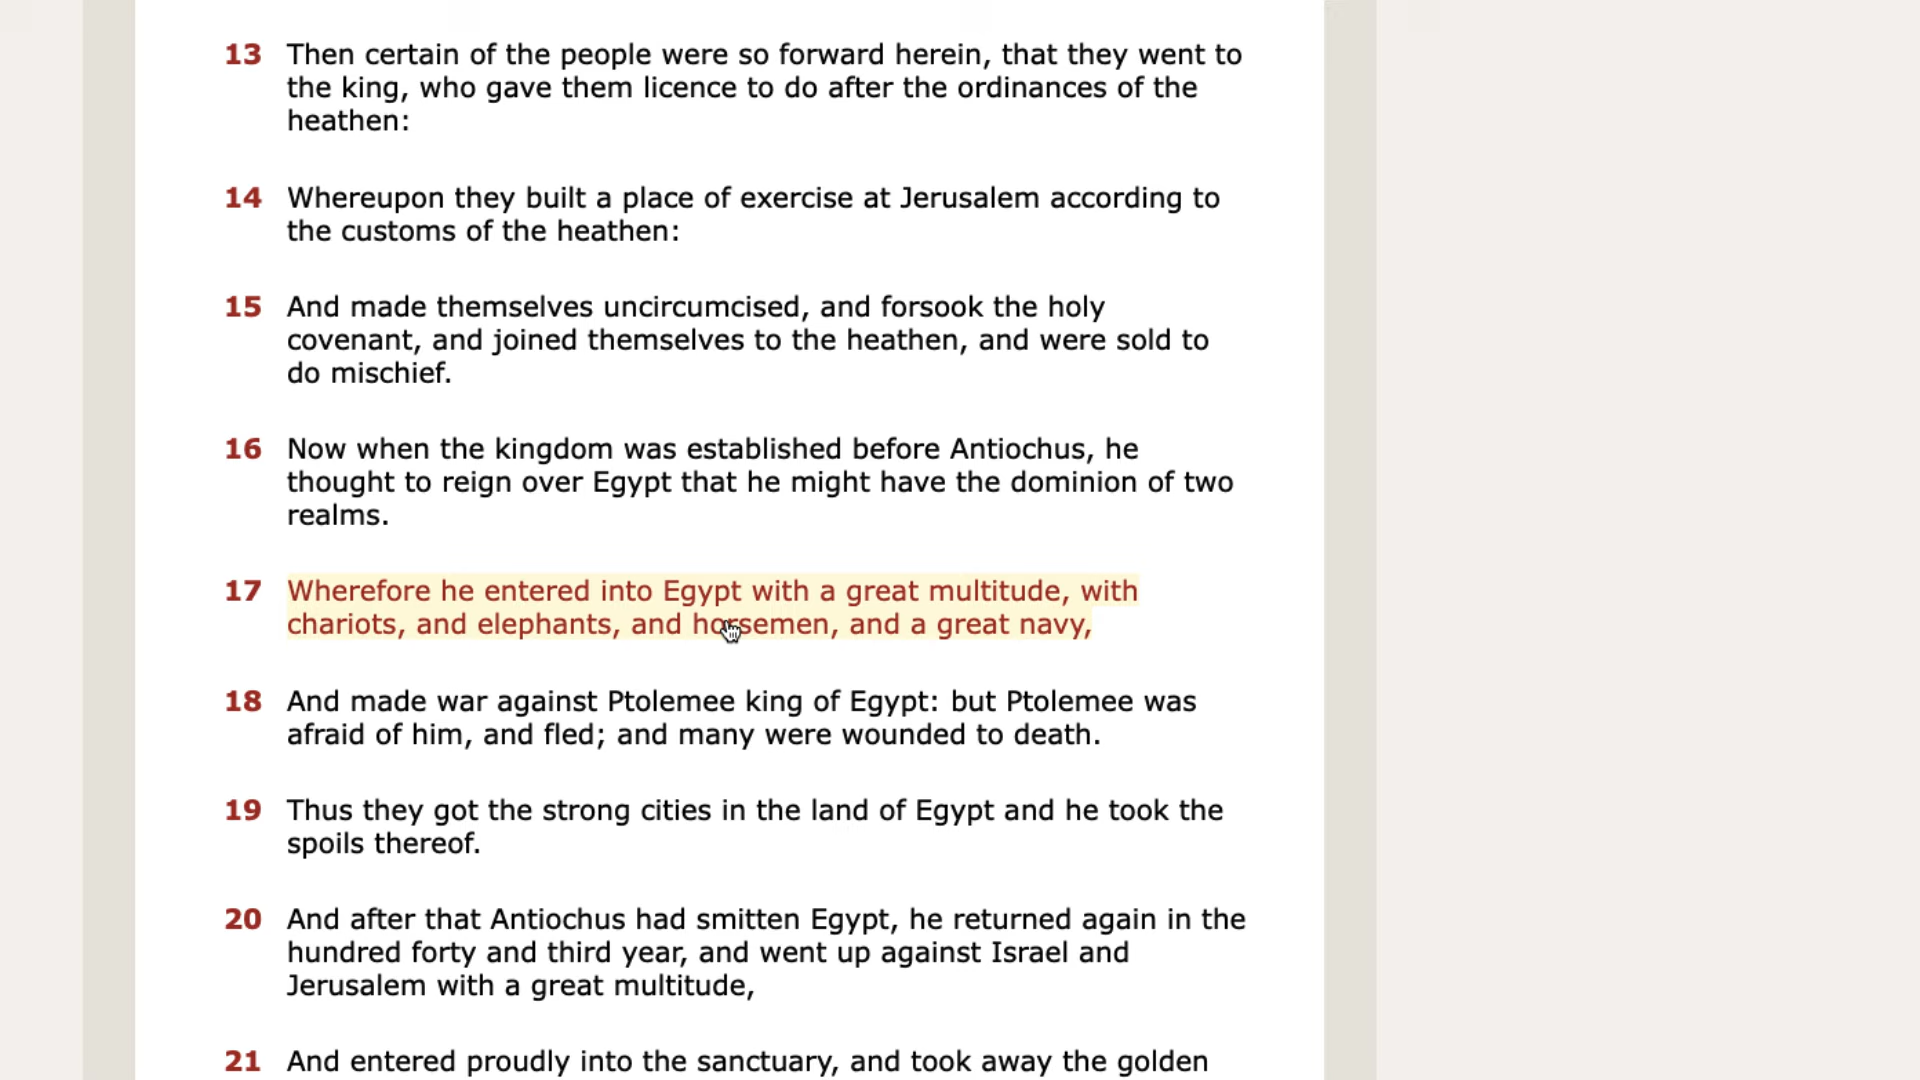 13 Then certain of the people were so forward herein, that they went to
the king, who gave them licence to do after the ordinances of the
heathen:
14 Whereupon they built a place of exercise at Jerusalem according to
the customs of the heathen:
15 And made themselves uncircumcised, and forsook the holy
covenant, and joined themselves to the heathen, and were sold to
do mischief.
16 Now when the kingdom was established before Antiochus, he
thought to reign over Egypt that he might have the dominion of two
realms.
17 Wherefore he entered into Egypt with a great multitude, with
chariots, and elephants, and horsemen, and a great navy,
18 And made war against Ptolemee king of Egypt: but Ptolemee was
afraid of him, and fled; and many were wounded to death.
19 Thus they got the strong cities in the land of Egypt and he took the
spoils thereof.
20 And after that Antiochus had smitten Egypt, he returned again in the
hundred forty and third year, and went up against Israel and
Jerusalem with a great multitude,
21 And entered proudly into the sanctuary, and took away the golden